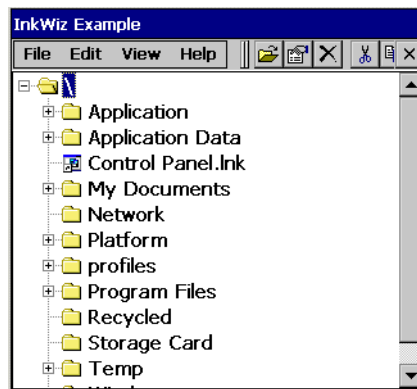 InkWiz Example
File Edit View Help
\
Application
Application Data
Control Panel.lnk
My Documents
Network
Platform
profiles
Program Files
Recycled
Storage Card
Temp